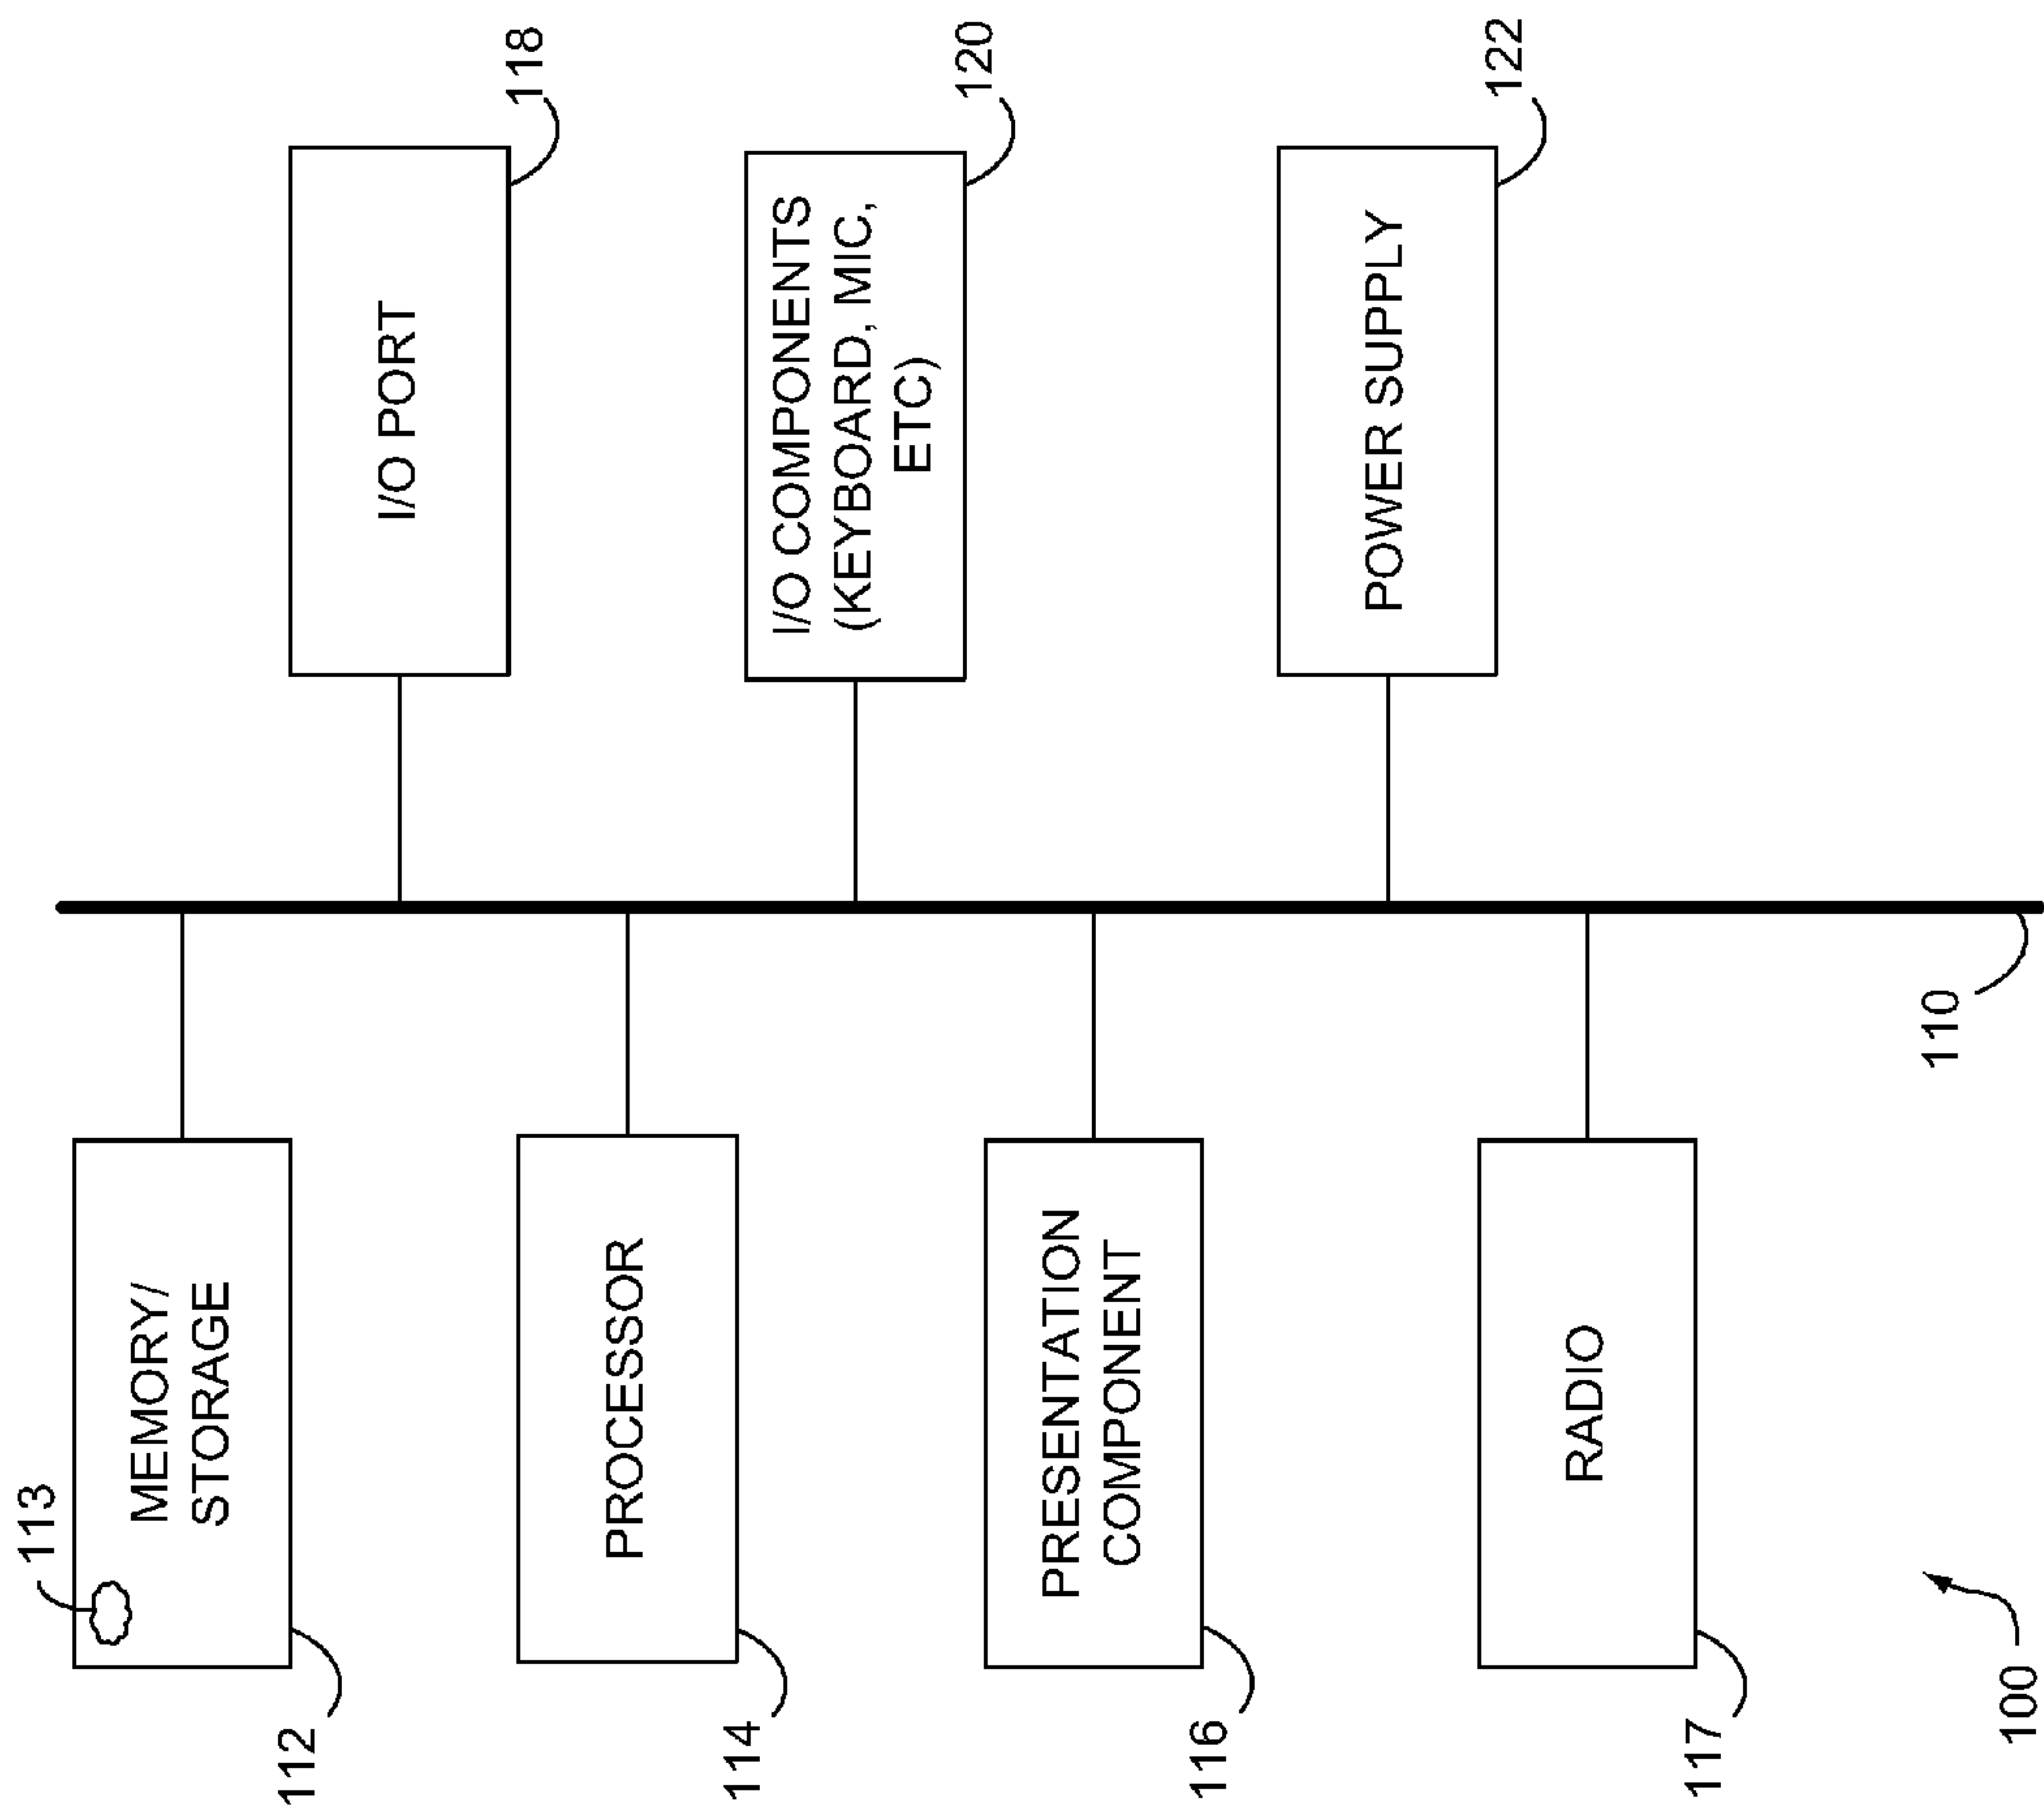 113
MEMORY/
STORAGE
112
PROCESSOR
114
PRESENTATION
COMPONENT
116
RADIO
117
I/O PORT
118
I/O COMPONENTS
(KEYBOARD, MIC,
ETC)
120
POWER SUPPLY
122
110
100